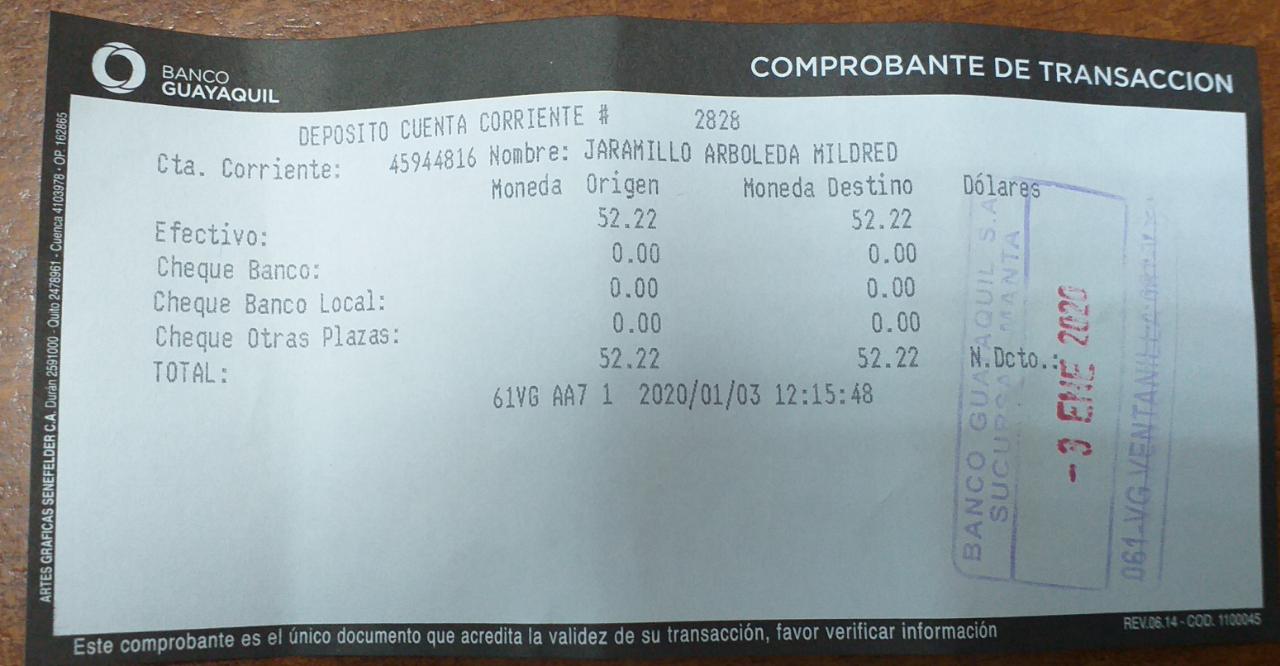 BANCO
GUAYAQUIL
COMPROBANTE DE TRANSACCION
DEPOSITO CUENTA CORRIENTE # 2828
Cta. Corriente: 45944816 Nombre: JARAMILLO ARBOLEDA MILDRED
Moneda Origen Moneda Destino Dólares
Efectivo: 52.22 52.22
Cheque Banco: 0.00 0.00
Cheque Banco Local: 0.00 0.00
Cheque Otras Plazas: 0.00 0.00
TOTAL: 52.22 52.22 N.Dcto.:
61VG AA7 1 2020/01/03 12:15:48
BANCO GUAYAQUIL S.A
SUCURSAL MANTA
-3 ENE 2020
061-VG VENTANILLA
ARTES GRAFICAS SENEFELDER C.A. Durán 2591000 - Quito 2478961 - Cuenca 4103978 - OP. 162865
Este comprobante es el único documento que acredita la validez de su transacción, favor verificar información
REV.06.14 - COD. 1100045